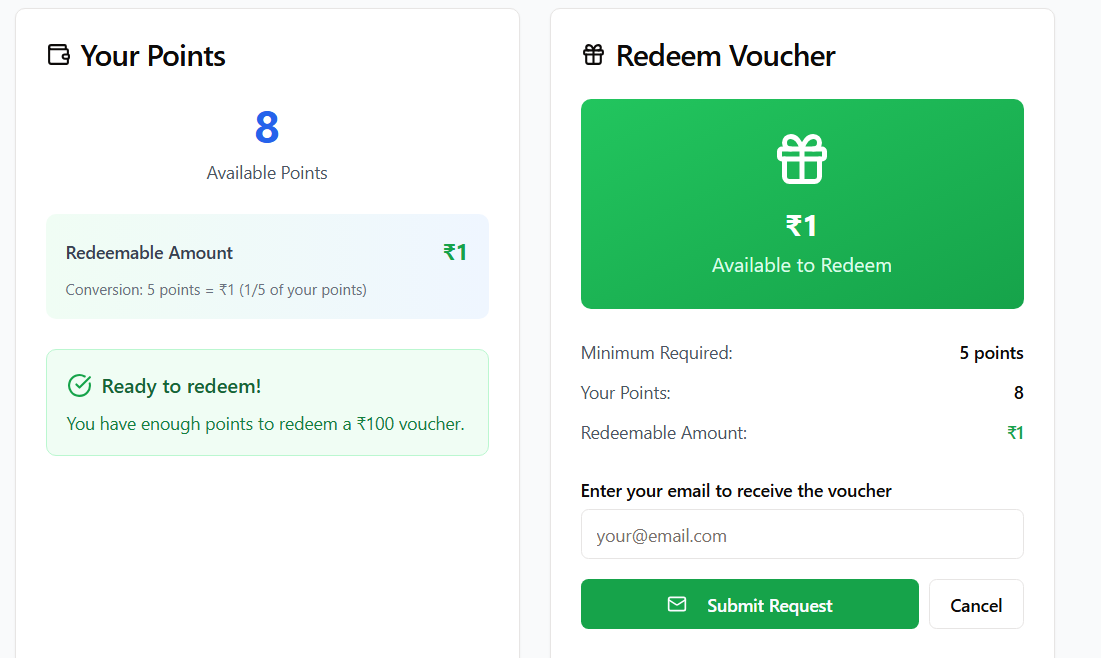 Your Points
8
Available Points
Redeemable Amount ₹1
Conversion: 5 points = ₹1 (1/5 of your points)
Ready to redeem!
You have enough points to redeem a ₹100 voucher.
Redeem Voucher
₹1
Available to Redeem
Minimum Required: 5 points
Your Points: 8
Redeemable Amount: ₹1
Enter your email to receive the voucher
your@email.com
Submit Request Cancel